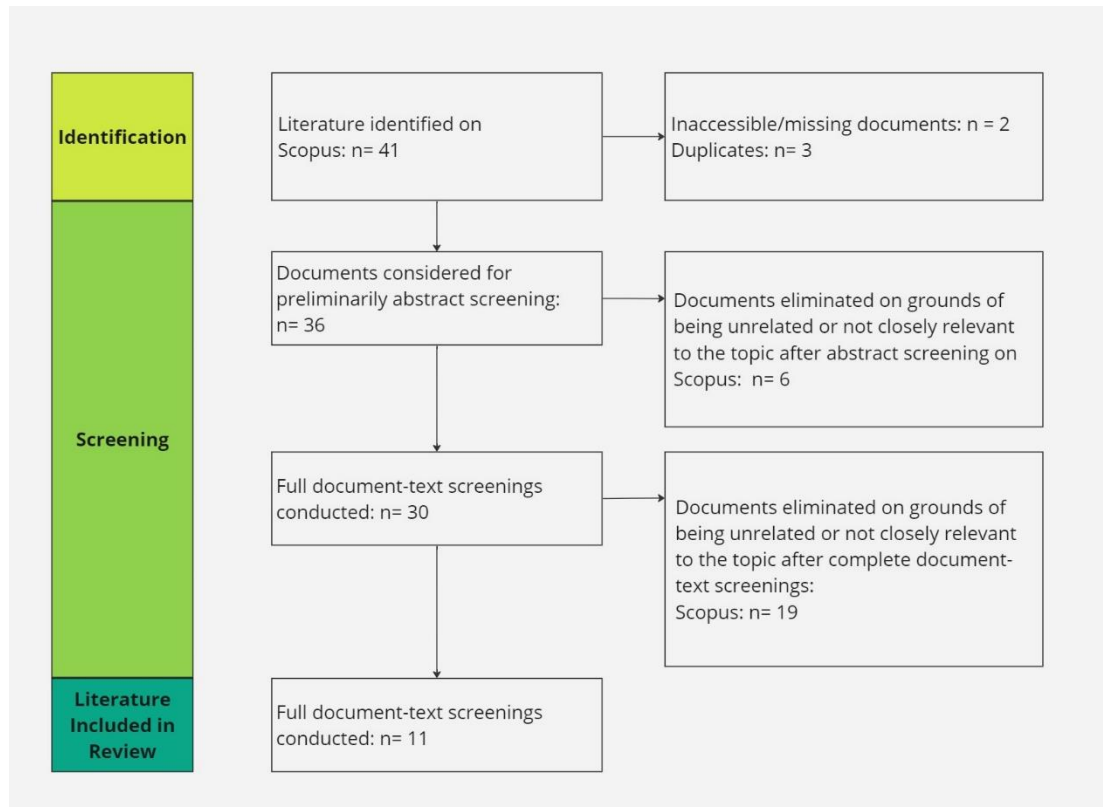 Identification
Literature identified on
Scopus: n= 41
Inaccessible/missing documents: n = 2
Duplicates: n= 3
Screening
Documents considered for
preliminarily abstract screening:
n= 36
Documents eliminated on grounds of
being unrelated or not closely relevant
to the topic after abstract screening on
Scopus:  n= 6
Full document-text screenings
conducted: n= 30
Documents eliminated on grounds of
being unrelated or not closely relevant
to the topic after complete document-
text screenings:
Scopus: n= 19
Literature
Included in
Review
Full document-text screenings
conducted: n= 11